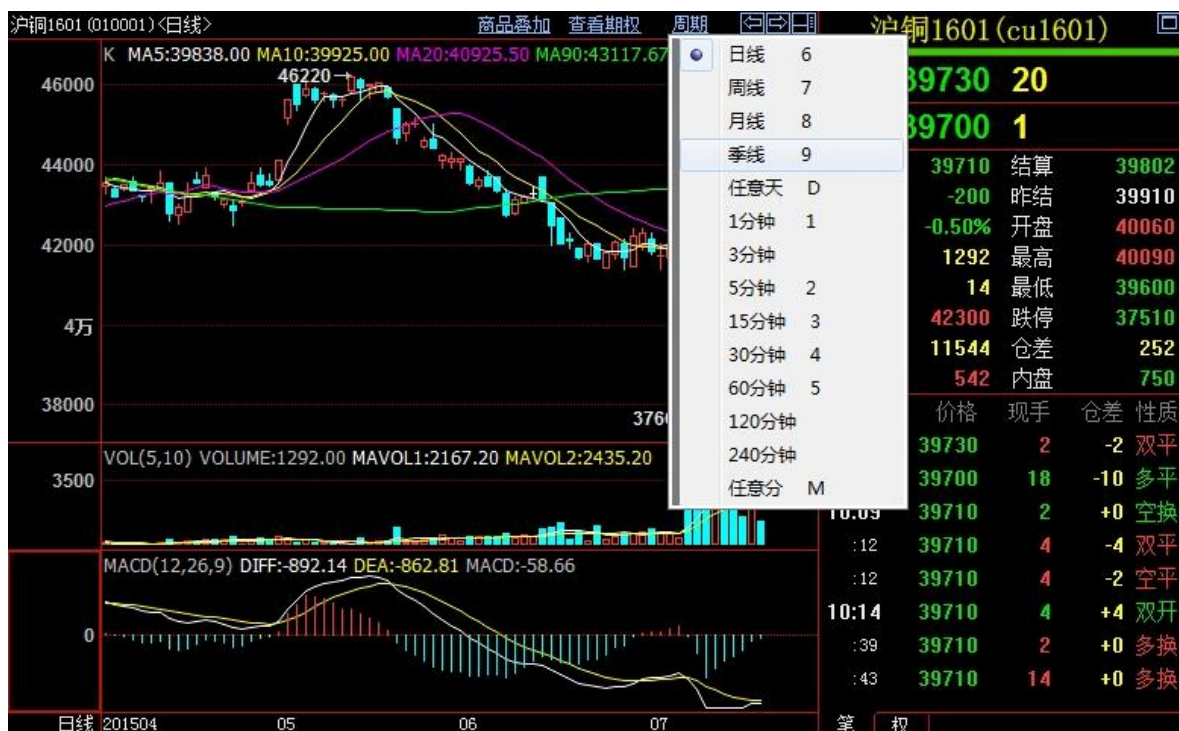 沪铜1601 (010001)<日线>
商品叠加 查看期权 周期
K MA5:39838.00 MA10:39925.00 MA20:40925.50 MA90:43117.67
46220→
46000
44000
42000
4万
38000
VOL(5,10) VOLUME:1292.00 MAVOL1:2167.20 MAVOL2:2435.20
3500
MACD(12,26,9) DIFF:-892.14 DEA:-862.81 MACD:-58.66
0
日线 201504 05 06 07
日线 6
周线 7
月线 8
季线 9
任意天 D
1分钟 1
3分钟
5分钟 2
15分钟 3
30分钟 4
60分钟 5
120分钟
240分钟
任意分 M
沪铜1601(cu1601)
39730 20
39700 1
39710 结算 39802
-200 昨结 39910
-0.50% 开盘 40060
1292 最高 40090
14 最低 39600
42300 跌停 37510
11544 仓差 252
542 内盘 750
价格 现手 仓差 性质
39730 2 -2 双平
39700 18 -10 多平
10:09 39710 2 +0 空换
:12 39710 4 -4 双平
:12 39710 4 -2 空平
10:14 39710 4 +4 双开
:39 39710 2 +0 多换
:43 39710 14 +0 多换
笔 权